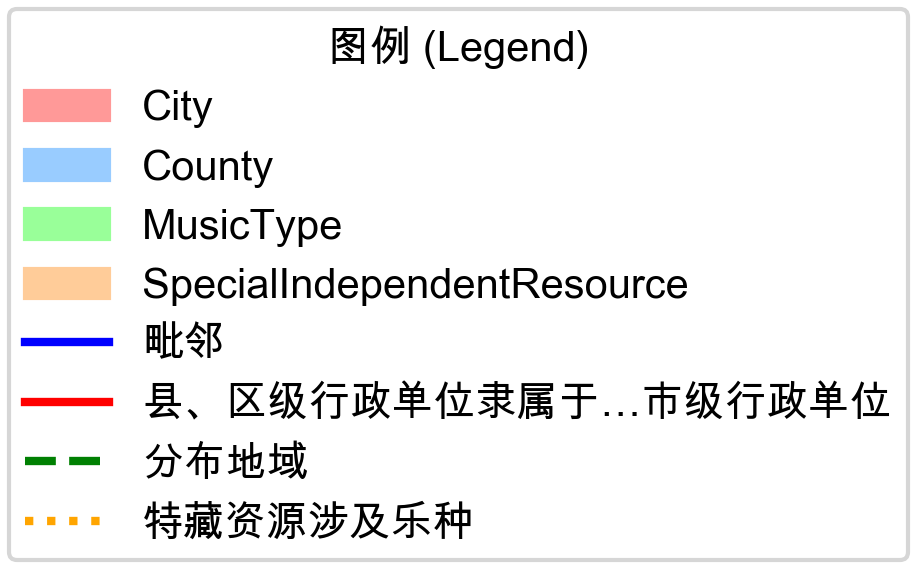 图例 (Legend)
City
County
MusicType
SpecialIndependentResource
毗邻
县、区级行政单位隶属于…市级行政单位
分布地域
特藏资源涉及乐种